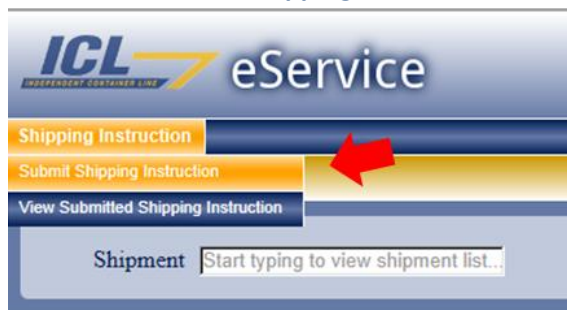 ICL
INDEPENDENT CONTAINER LINE
eService
Shipping Instruction
Submit Shipping Instruction
View Submitted Shipping Instruction
Shipment Start typing to view shipment list...